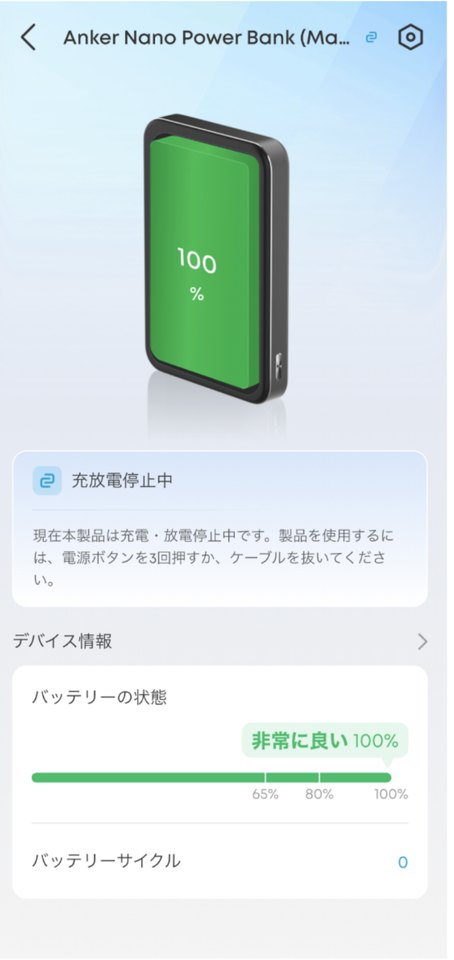 Anker Nano Power Bank (Ma...
100
%
充放電停止中
現在本製品は充電・放電停止中です。製品を使用するに
は、電源ボタンを3回押すか、ケーブルを抜いてくださ
い。
デバイス情報
バッテリーの状態
非常に良い 100%
65% 80% 100%
バッテリーサイクル 0